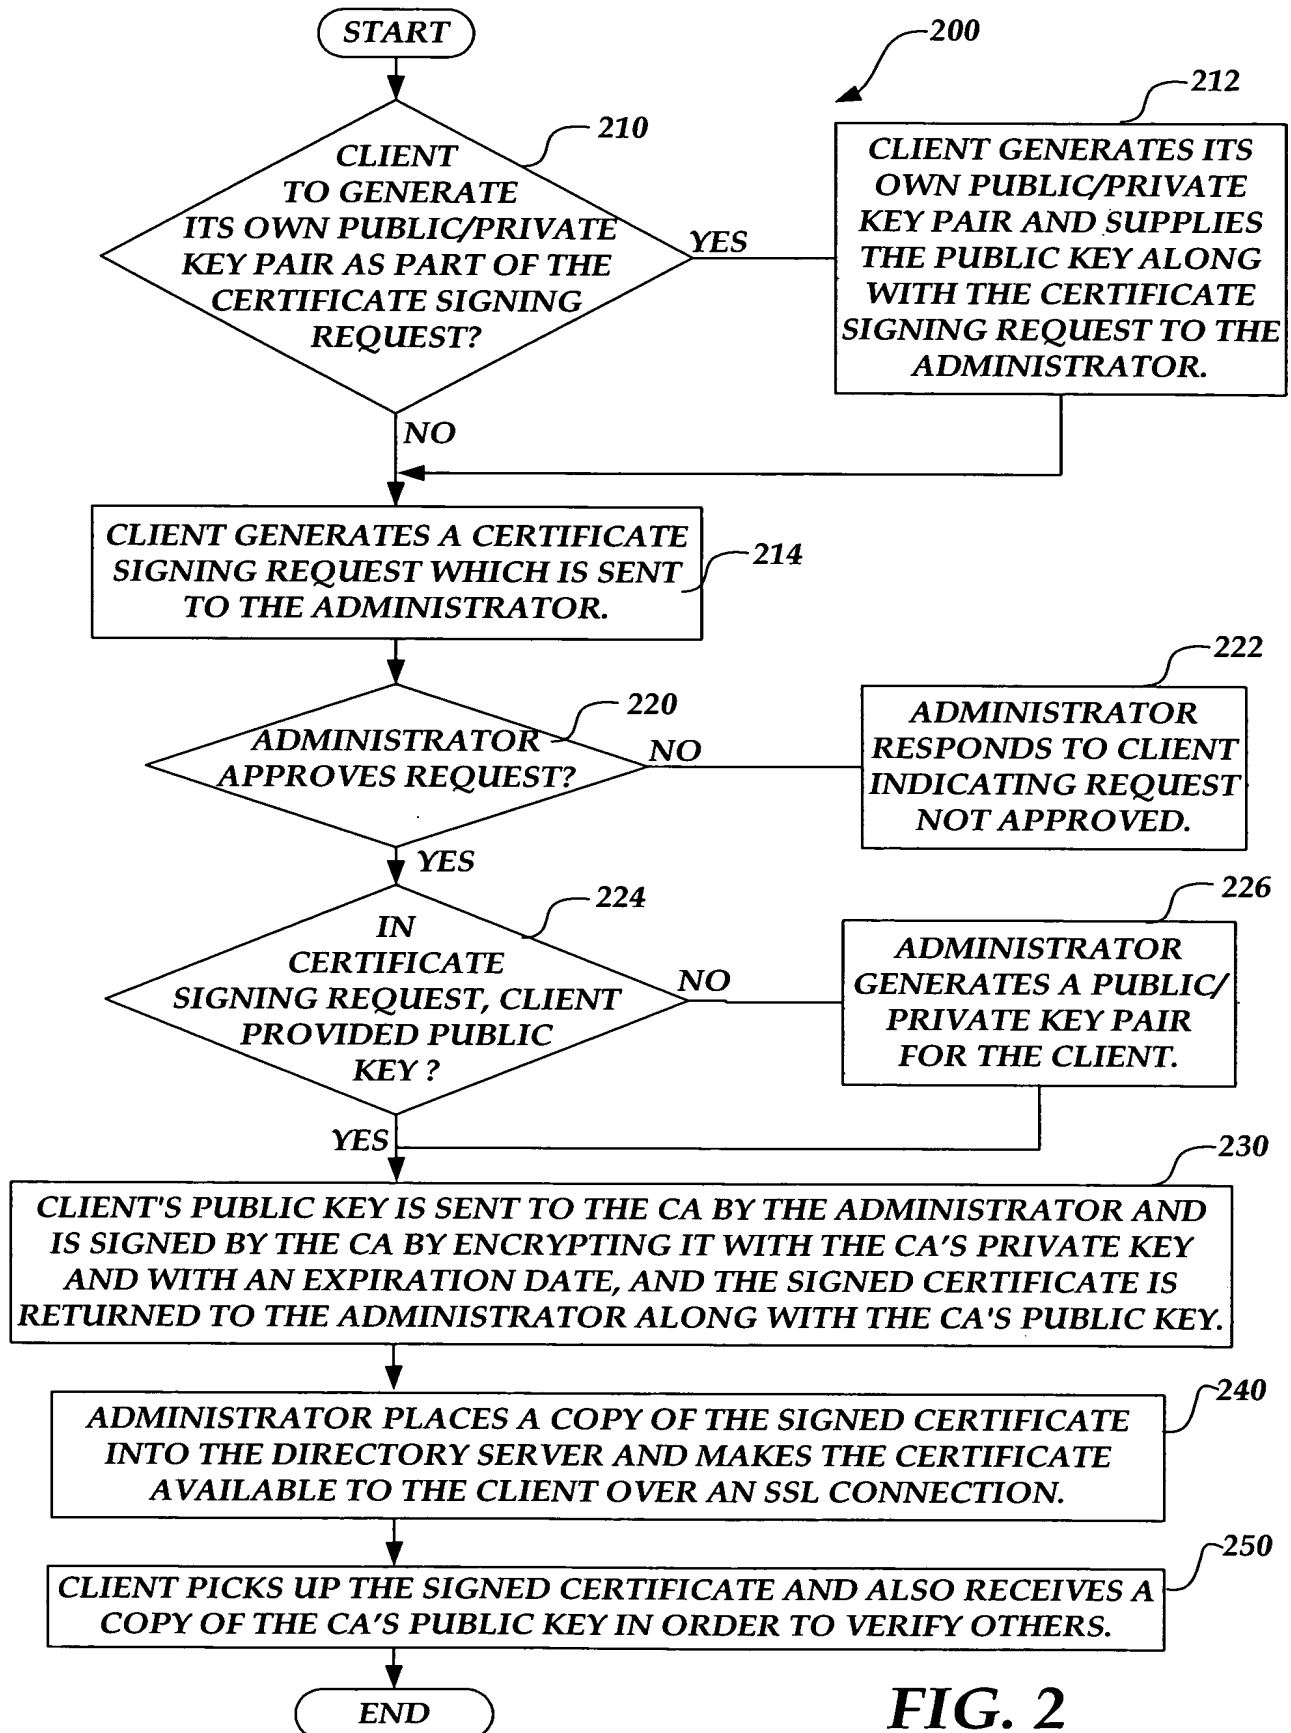 START
200
210
CLIENT
TO GENERATE
ITS OWN PUBLIC/PRIVATE
KEY PAIR AS PART OF THE
CERTIFICATE SIGNING
REQUEST?
YES
212
CLIENT GENERATES ITS
OWN PUBLIC/PRIVATE
KEY PAIR AND SUPPLIES
THE PUBLIC KEY ALONG
WITH THE CERTIFICATE
SIGNING REQUEST TO THE
ADMINISTRATOR.
NO
CLIENT GENERATES A CERTIFICATE
SIGNING REQUEST WHICH IS SENT
TO THE ADMINISTRATOR.
214
220
ADMINISTRATOR
APPROVES REQUEST?
NO
222
ADMINISTRATOR
RESPONDS TO CLIENT
INDICATING REQUEST
NOT APPROVED.
YES
224
IN
CERTIFICATE
SIGNING REQUEST, CLIENT
PROVIDED PUBLIC
KEY ?
NO
226
ADMINISTRATOR
GENERATES A PUBLIC/
PRIVATE KEY PAIR
FOR THE CLIENT.
YES
230
CLIENT'S PUBLIC KEY IS SENT TO THE CA BY THE ADMINISTRATOR AND
IS SIGNED BY THE CA BY ENCRYPTING IT WITH THE CA'S PRIVATE KEY
AND WITH AN EXPIRATION DATE, AND THE SIGNED CERTIFICATE IS
RETURNED TO THE ADMINISTRATOR ALONG WITH THE CA'S PUBLIC KEY.
240
ADMINISTRATOR PLACES A COPY OF THE SIGNED CERTIFICATE
INTO THE DIRECTORY SERVER AND MAKES THE CERTIFICATE
AVAILABLE TO THE CLIENT OVER AN SSL CONNECTION.
250
CLIENT PICKS UP THE SIGNED CERTIFICATE AND ALSO RECEIVES A
COPY OF THE CA'S PUBLIC KEY IN ORDER TO VERIFY OTHERS.
END
FIG. 2